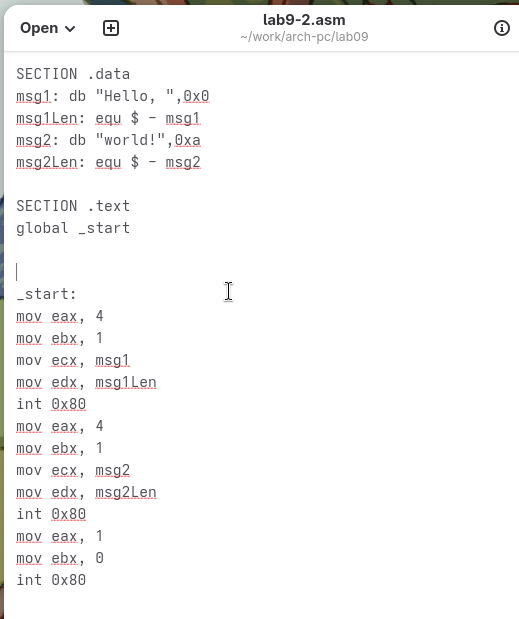 Open
lab9-2.asm
~/work/arch-pc/lab09
SECTION .data
msg1: db "Hello, ",0x0
msg1Len: equ $ - msg1
msg2: db "world!",0xa
msg2Len: equ $ - msg2
SECTION .text
global _start
_start:
mov eax, 4
mov ebx, 1
mov ecx, msg1
mov edx, msg1Len
int 0x80
mov eax, 4
mov ebx, 1
mov ecx, msg2
mov edx, msg2Len
int 0x80
mov eax, 1
mov ebx, 0
int 0x80